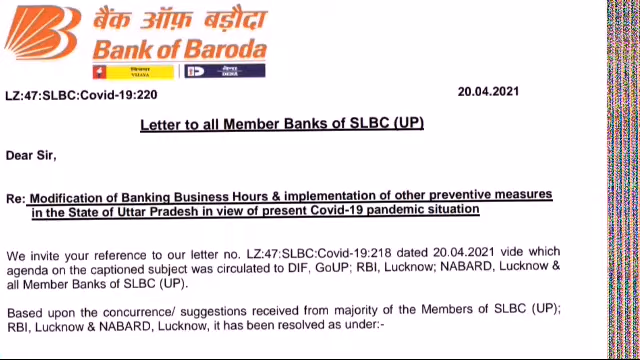 बैंक ऑफ़ बड़ौदा
Bank of Baroda
विजया VIJAYA देना DENA
LZ:47:SLBC:Covid-19:220 20.04.2021
Letter to all Member Banks of SLBC (UP)
Dear Sir,
Re: Modification of Banking Business Hours & implementation of other preventive measures
in the State of Uttar Pradesh in view of present Covid-19 pandemic situation
We invite your reference to our letter no. LZ:47:SLBC:Covid-19:218 dated 20.04.2021 vide which
agenda on the captioned subject was circulated to DIF, GoUP; RBI, Lucknow; NABARD, Lucknow &
all Member Banks of SLBC (UP).
Based upon the concurrence/ suggestions received from majority of the Members of SLBC (UP);
RBI, Lucknow & NABARD, Lucknow, it has been resolved as under:-